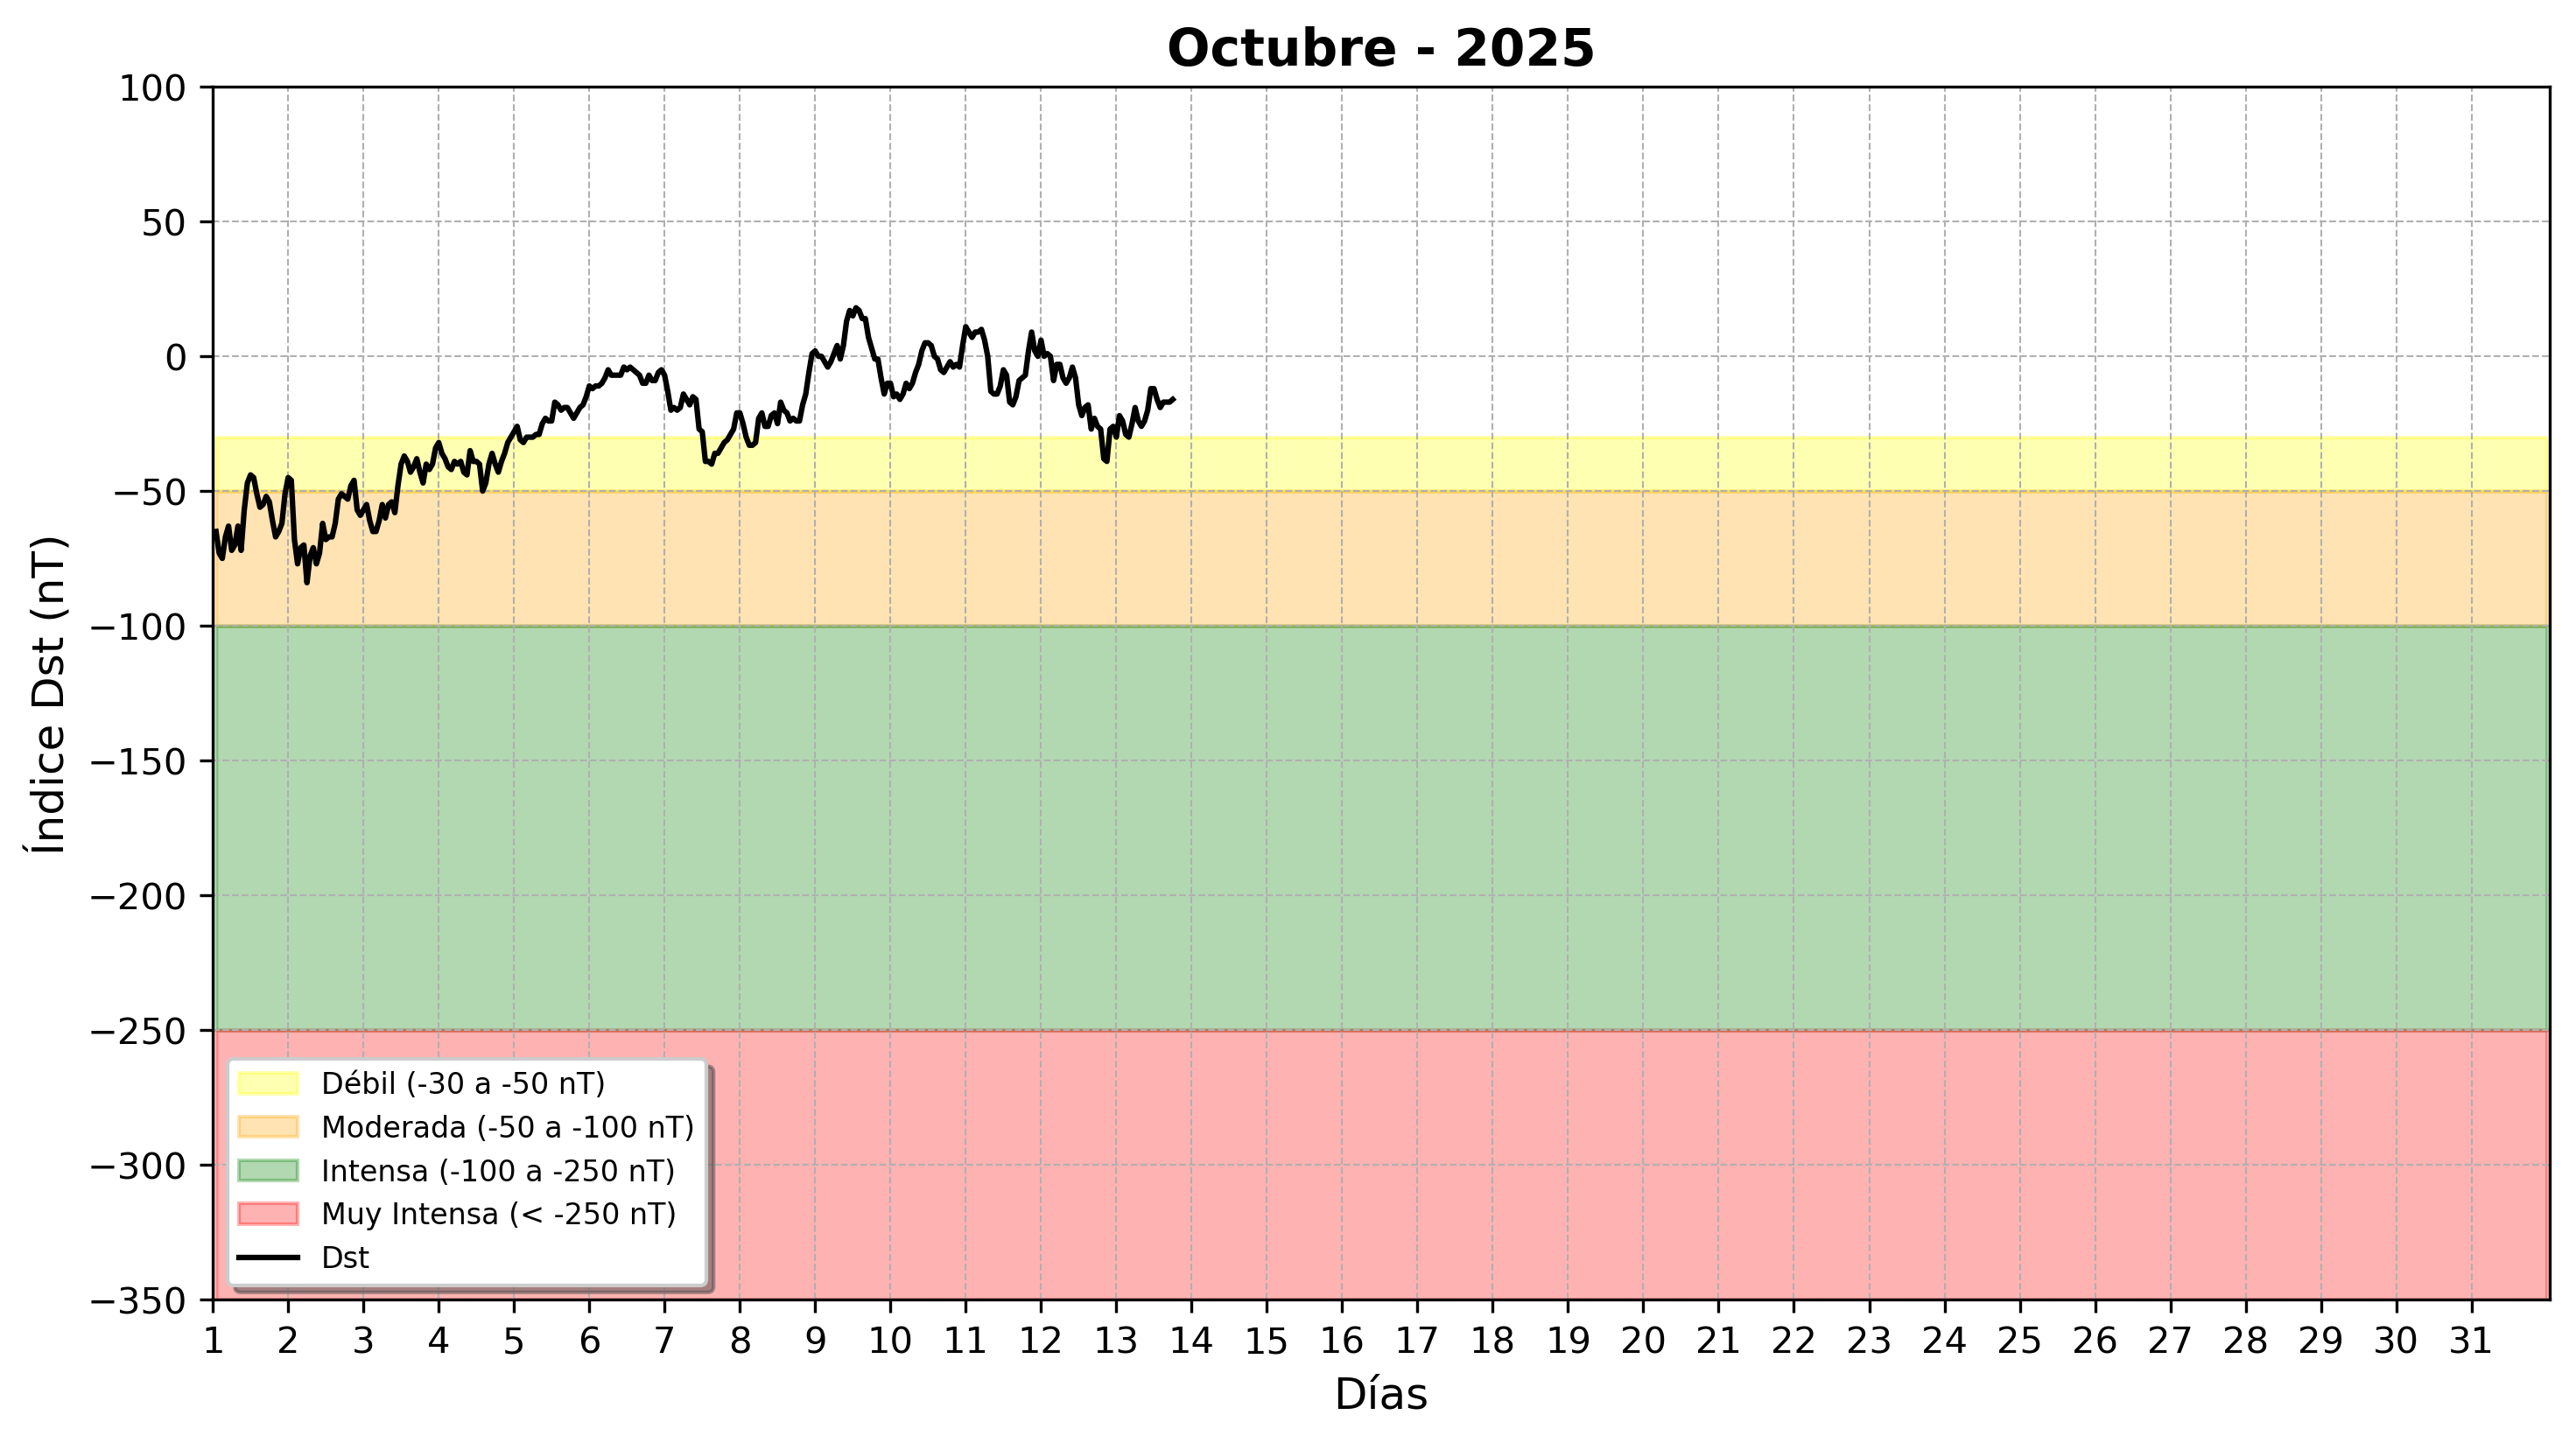 Octubre - 2025
100
50
0
−50
−100
−150
−200
−250
−300
−350
Índice Dst (nT)
Débil (-30 a -50 nT)
Moderada (-50 a -100 nT)
Intensa (-100 a -250 nT)
Muy Intensa (< -250 nT)
Dst
1 2 3 4 5 6 7 8 9 10 11 12 13 14 15 16 17 18 19 20 21 22 23 24 25 26 27 28 29 30 31
Días